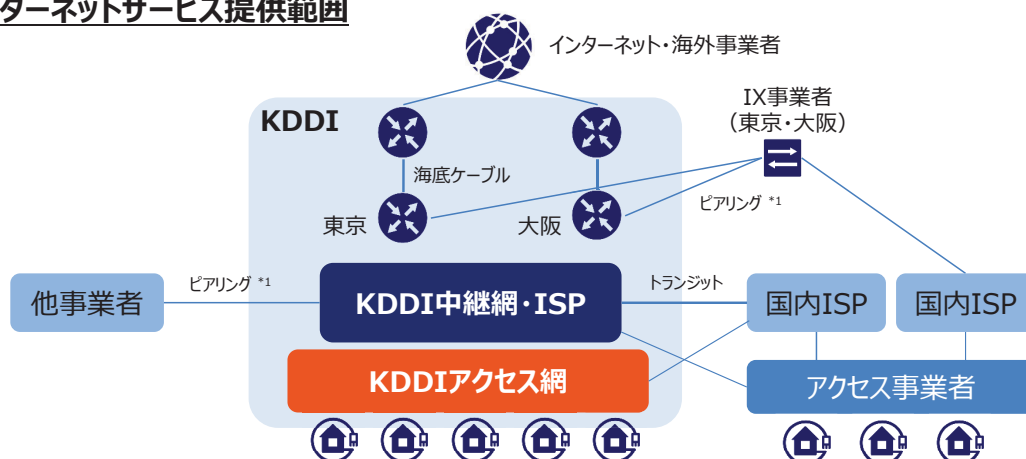 ターネットサービス提供範囲
インターネット・海外事業者
KDDI
IX事業者
（東京・大阪）
海底ケーブル
東京
大阪
ピアリング *1
他事業者
ピアリング *1
KDDI中継網・ISP
トランジット
国内ISP
国内ISP
KDDIアクセス網
アクセス事業者